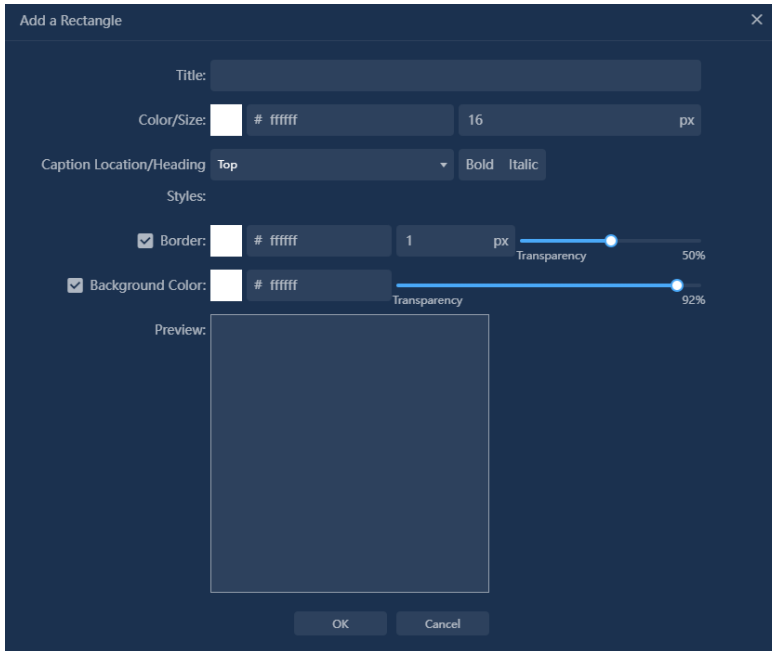 Add a Rectangle ×
Title:
Color/Size: # ffffff 16 px
Caption Location/Heading Styles: Top Bold Italic
Border: # ffffff 1 px Transparency 50%
Background Color: # ffffff Transparency 92%
Preview:
OK Cancel